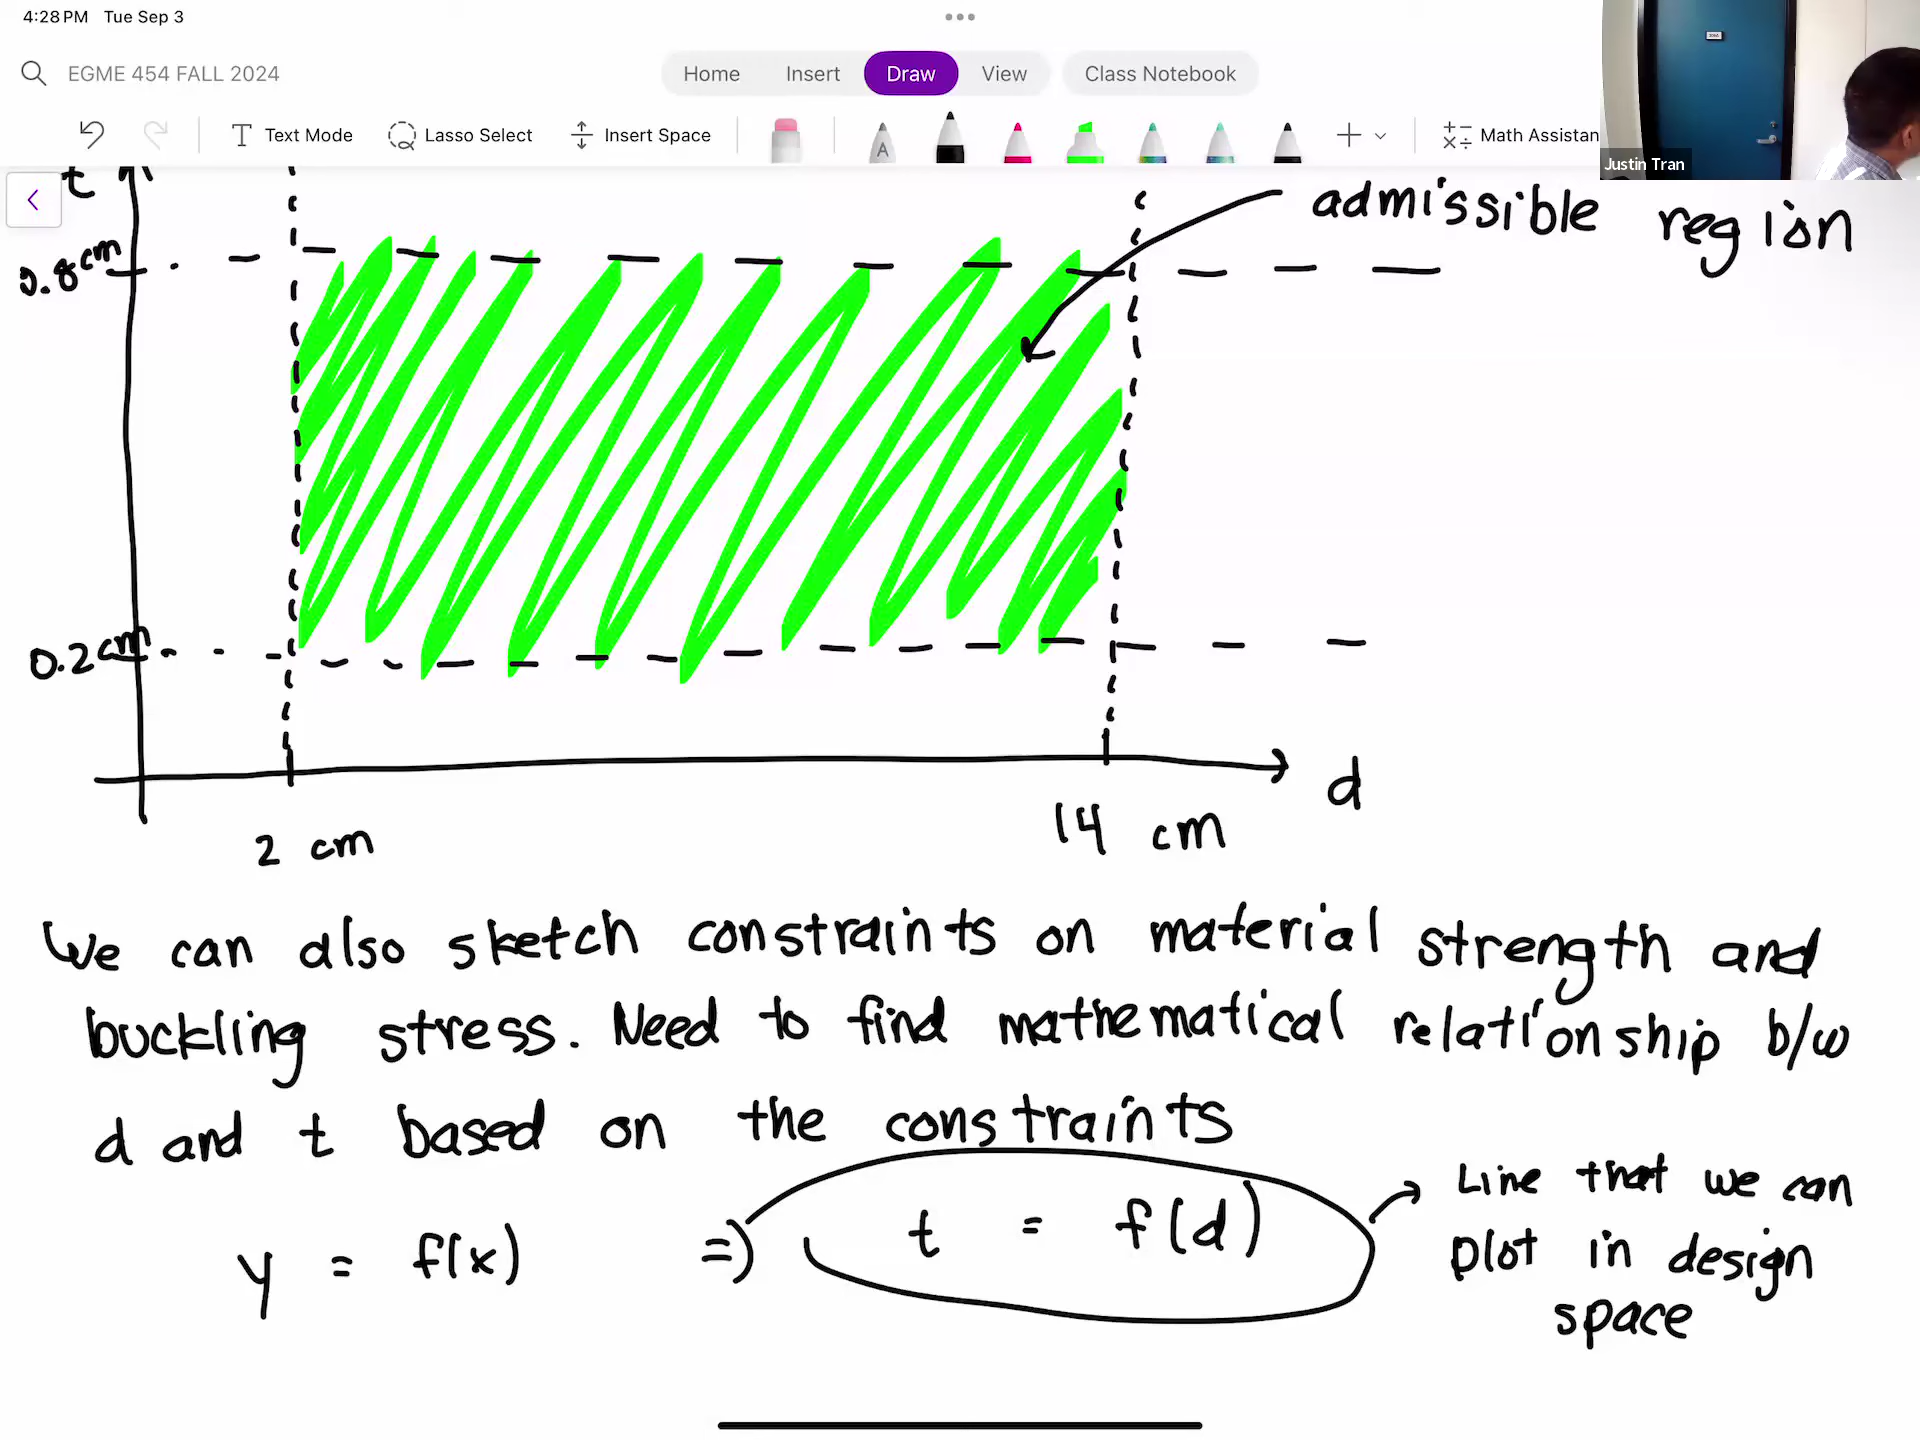 4:28 PM Tue Sep 3
EGME 454 FALL 2024
Home Insert Draw View Class Notebook
Text Mode Lasso Select Insert Space A Math Assistan
Justin Tran
t
admissible region
0.8cm
0.2cm
d
2 cm
14 cm
We can also sketch constraints on material strength and
buckling stress. Need to find mathematical relationship b/w
d and t based on the constraints
y = f(x) => t = f(d)
Line that we can
plot in design
space